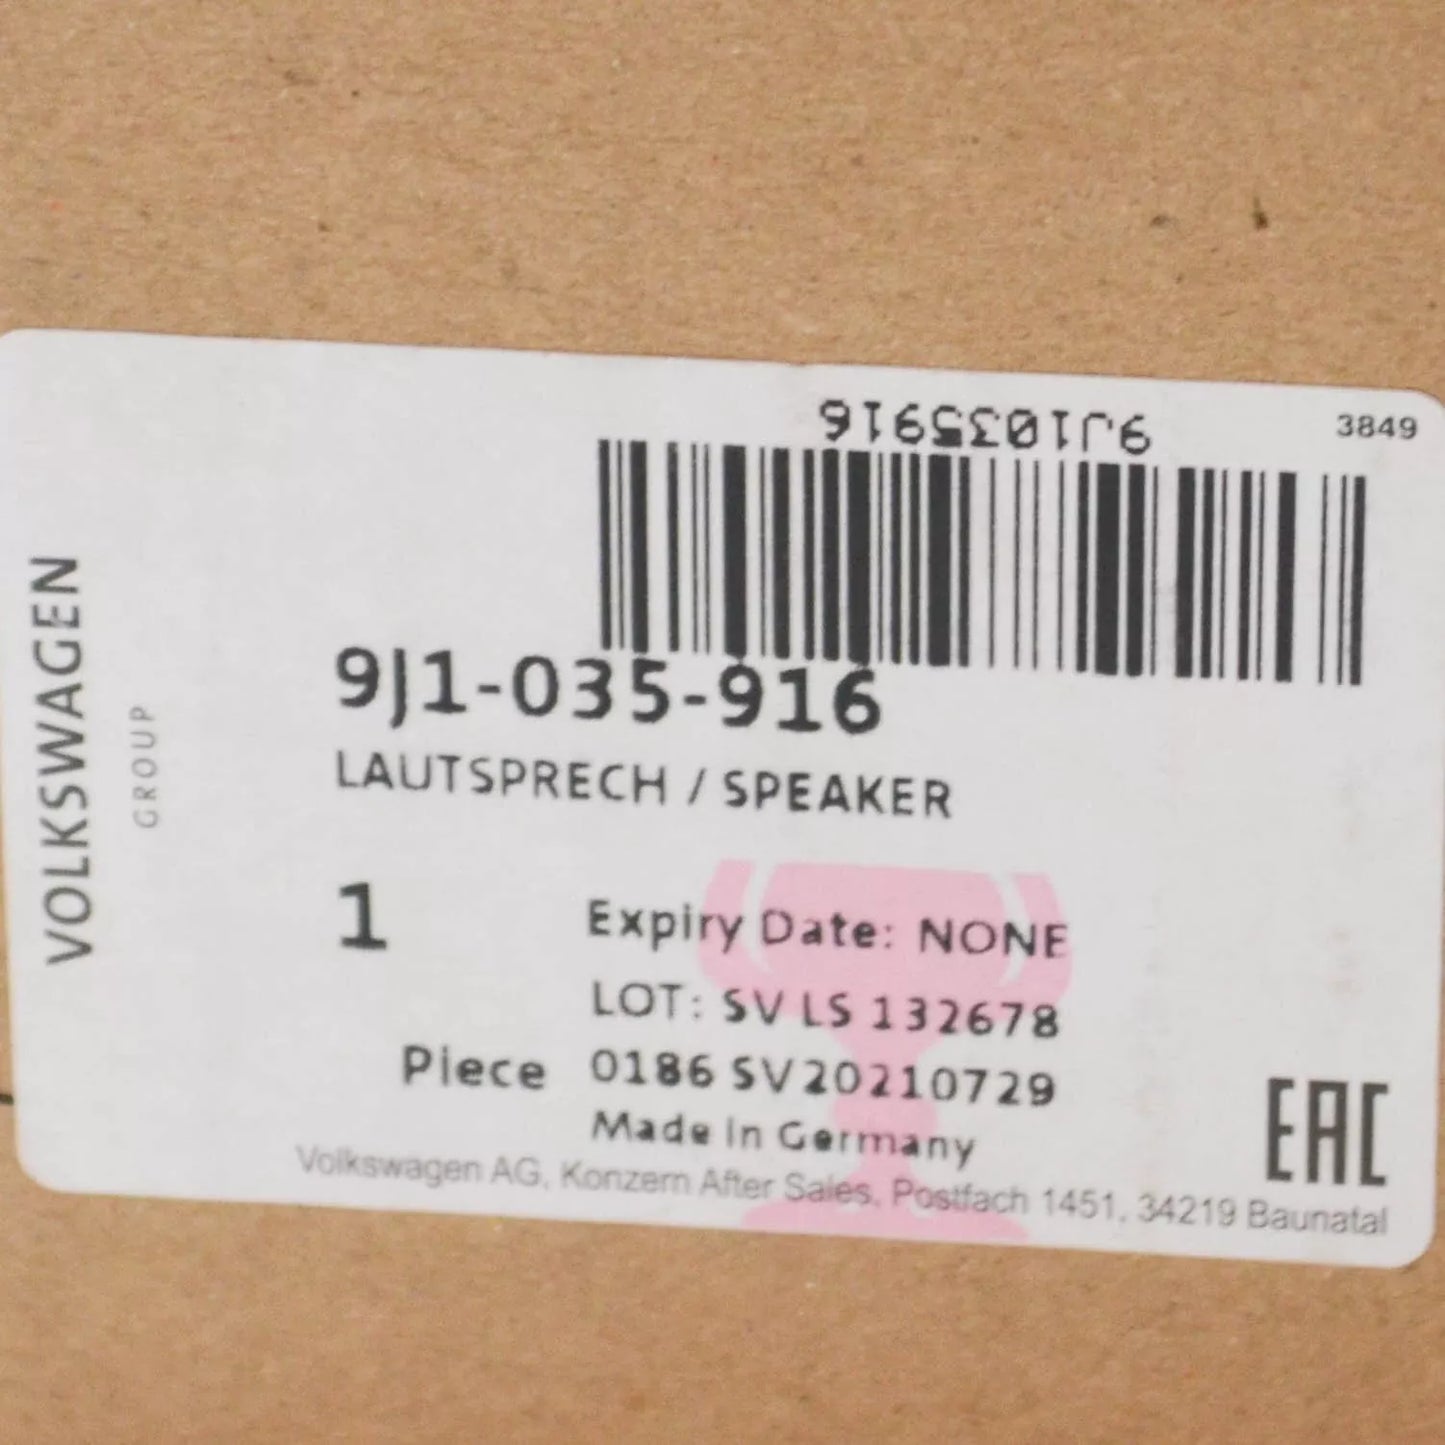 9J1035916
3849
9J1-035-916
LAUTSPRECH / SPEAKER
VOLKSWAGEN
GROUP
1
Piece
Expiry Date: NONE
LOT: SV LS 132678
0186 SV20210729
Made in Germany
EAC
Volkswagen AG, Konzern After Sales, Postfach 1451, 34219 Baunatal